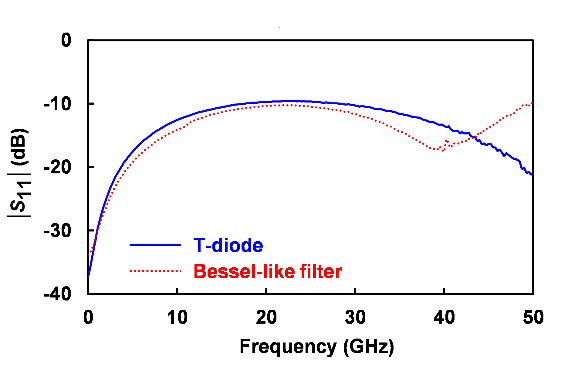 0
-10
-20
-30
-40
|S11| (dB)
T-diode
Bessel-like filter
0 10 20 30 40 50
Frequency (GHz)